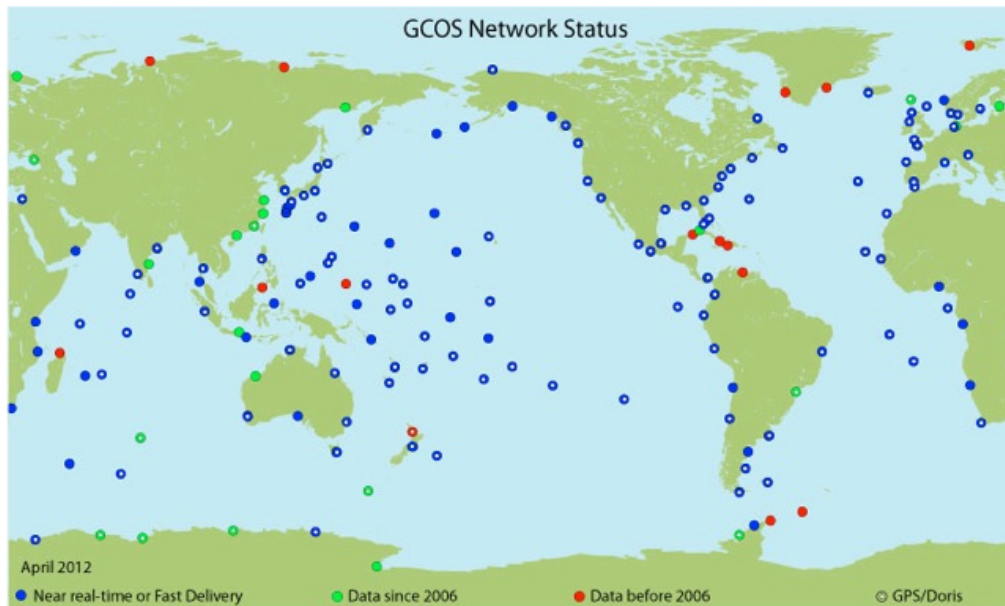 GCOS Network Status
April 2012
Near real-time or Fast Delivery Data since 2006 Data before 2006 GPS/Doris